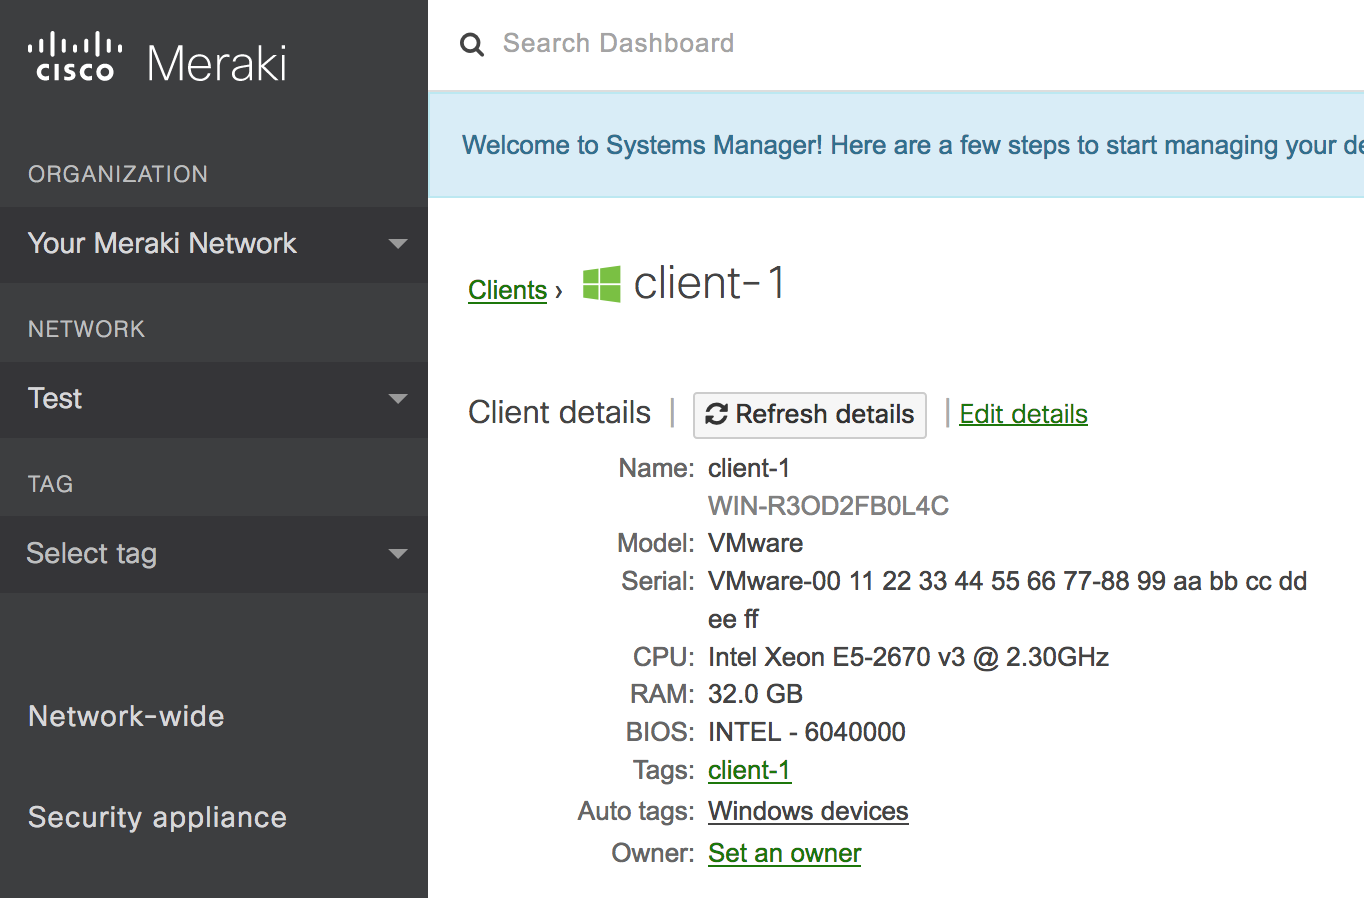 cisco Meraki
Search Dashboard
Welcome to Systems Manager! Here are a few steps to start managing your de
ORGANIZATION
Your Meraki Network
NETWORK
Test
TAG
Select tag
Network-wide
Security appliance
Clients › client-1
Client details | Refresh details | Edit details
Name: client-1
WIN-R3OD2FB0L4C
Model: VMware
Serial: VMware-00 11 22 33 44 55 66 77-88 99 aa bb cc dd
ee ff
CPU: Intel Xeon E5-2670 v3 @ 2.30GHz
RAM: 32.0 GB
BIOS: INTEL - 6040000
Tags: client-1
Auto tags: Windows devices
Owner: Set an owner